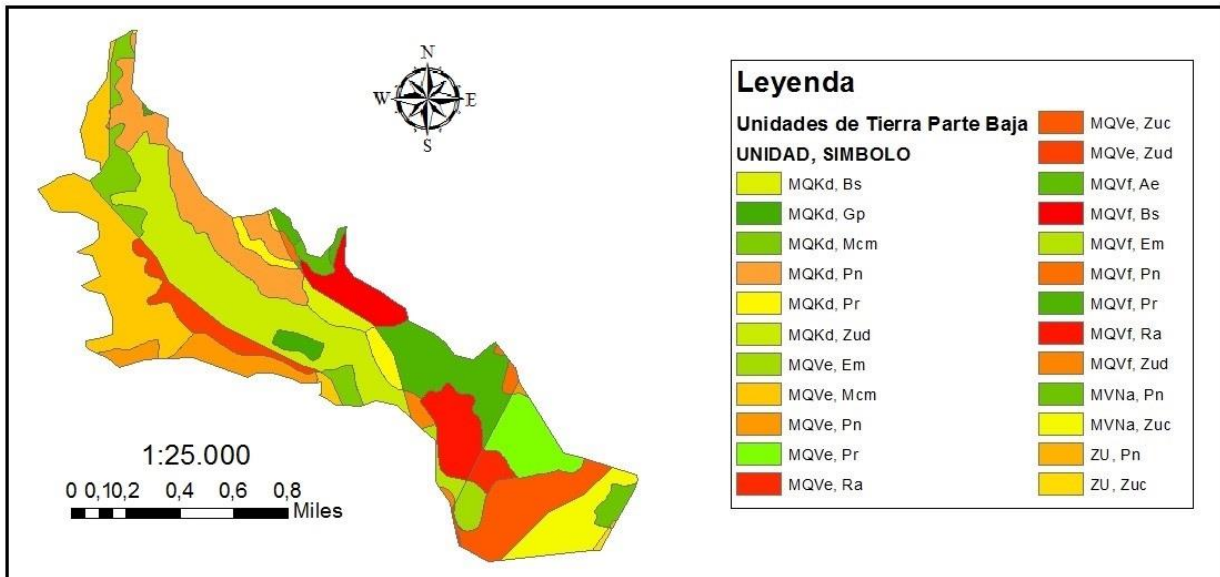 N
W E
S
1:25.000
0 0,10,2 0,4 0,6 0,8
Miles
Leyenda
Unidades de Tierra Parte Baja
UNIDAD, SIMBOLO
MQKd, Bs
MQKd, Gp
MQKd, Mcm
MQKd, Pn
MQKd, Pr
MQKd, Zud
MQVe, Em
MQVe, Mcm
MQVe, Pn
MQVe, Pr
MQVe, Ra
MQVe, Zuc
MQVe, Zud
MQVf, Ae
MQVf, Bs
MQVf, Em
MQVf, Pn
MQVf, Pr
MQVf, Ra
MQVf, Zud
MVNa, Pn
MVNa, Zuc
ZU, Pn
ZU, Zuc